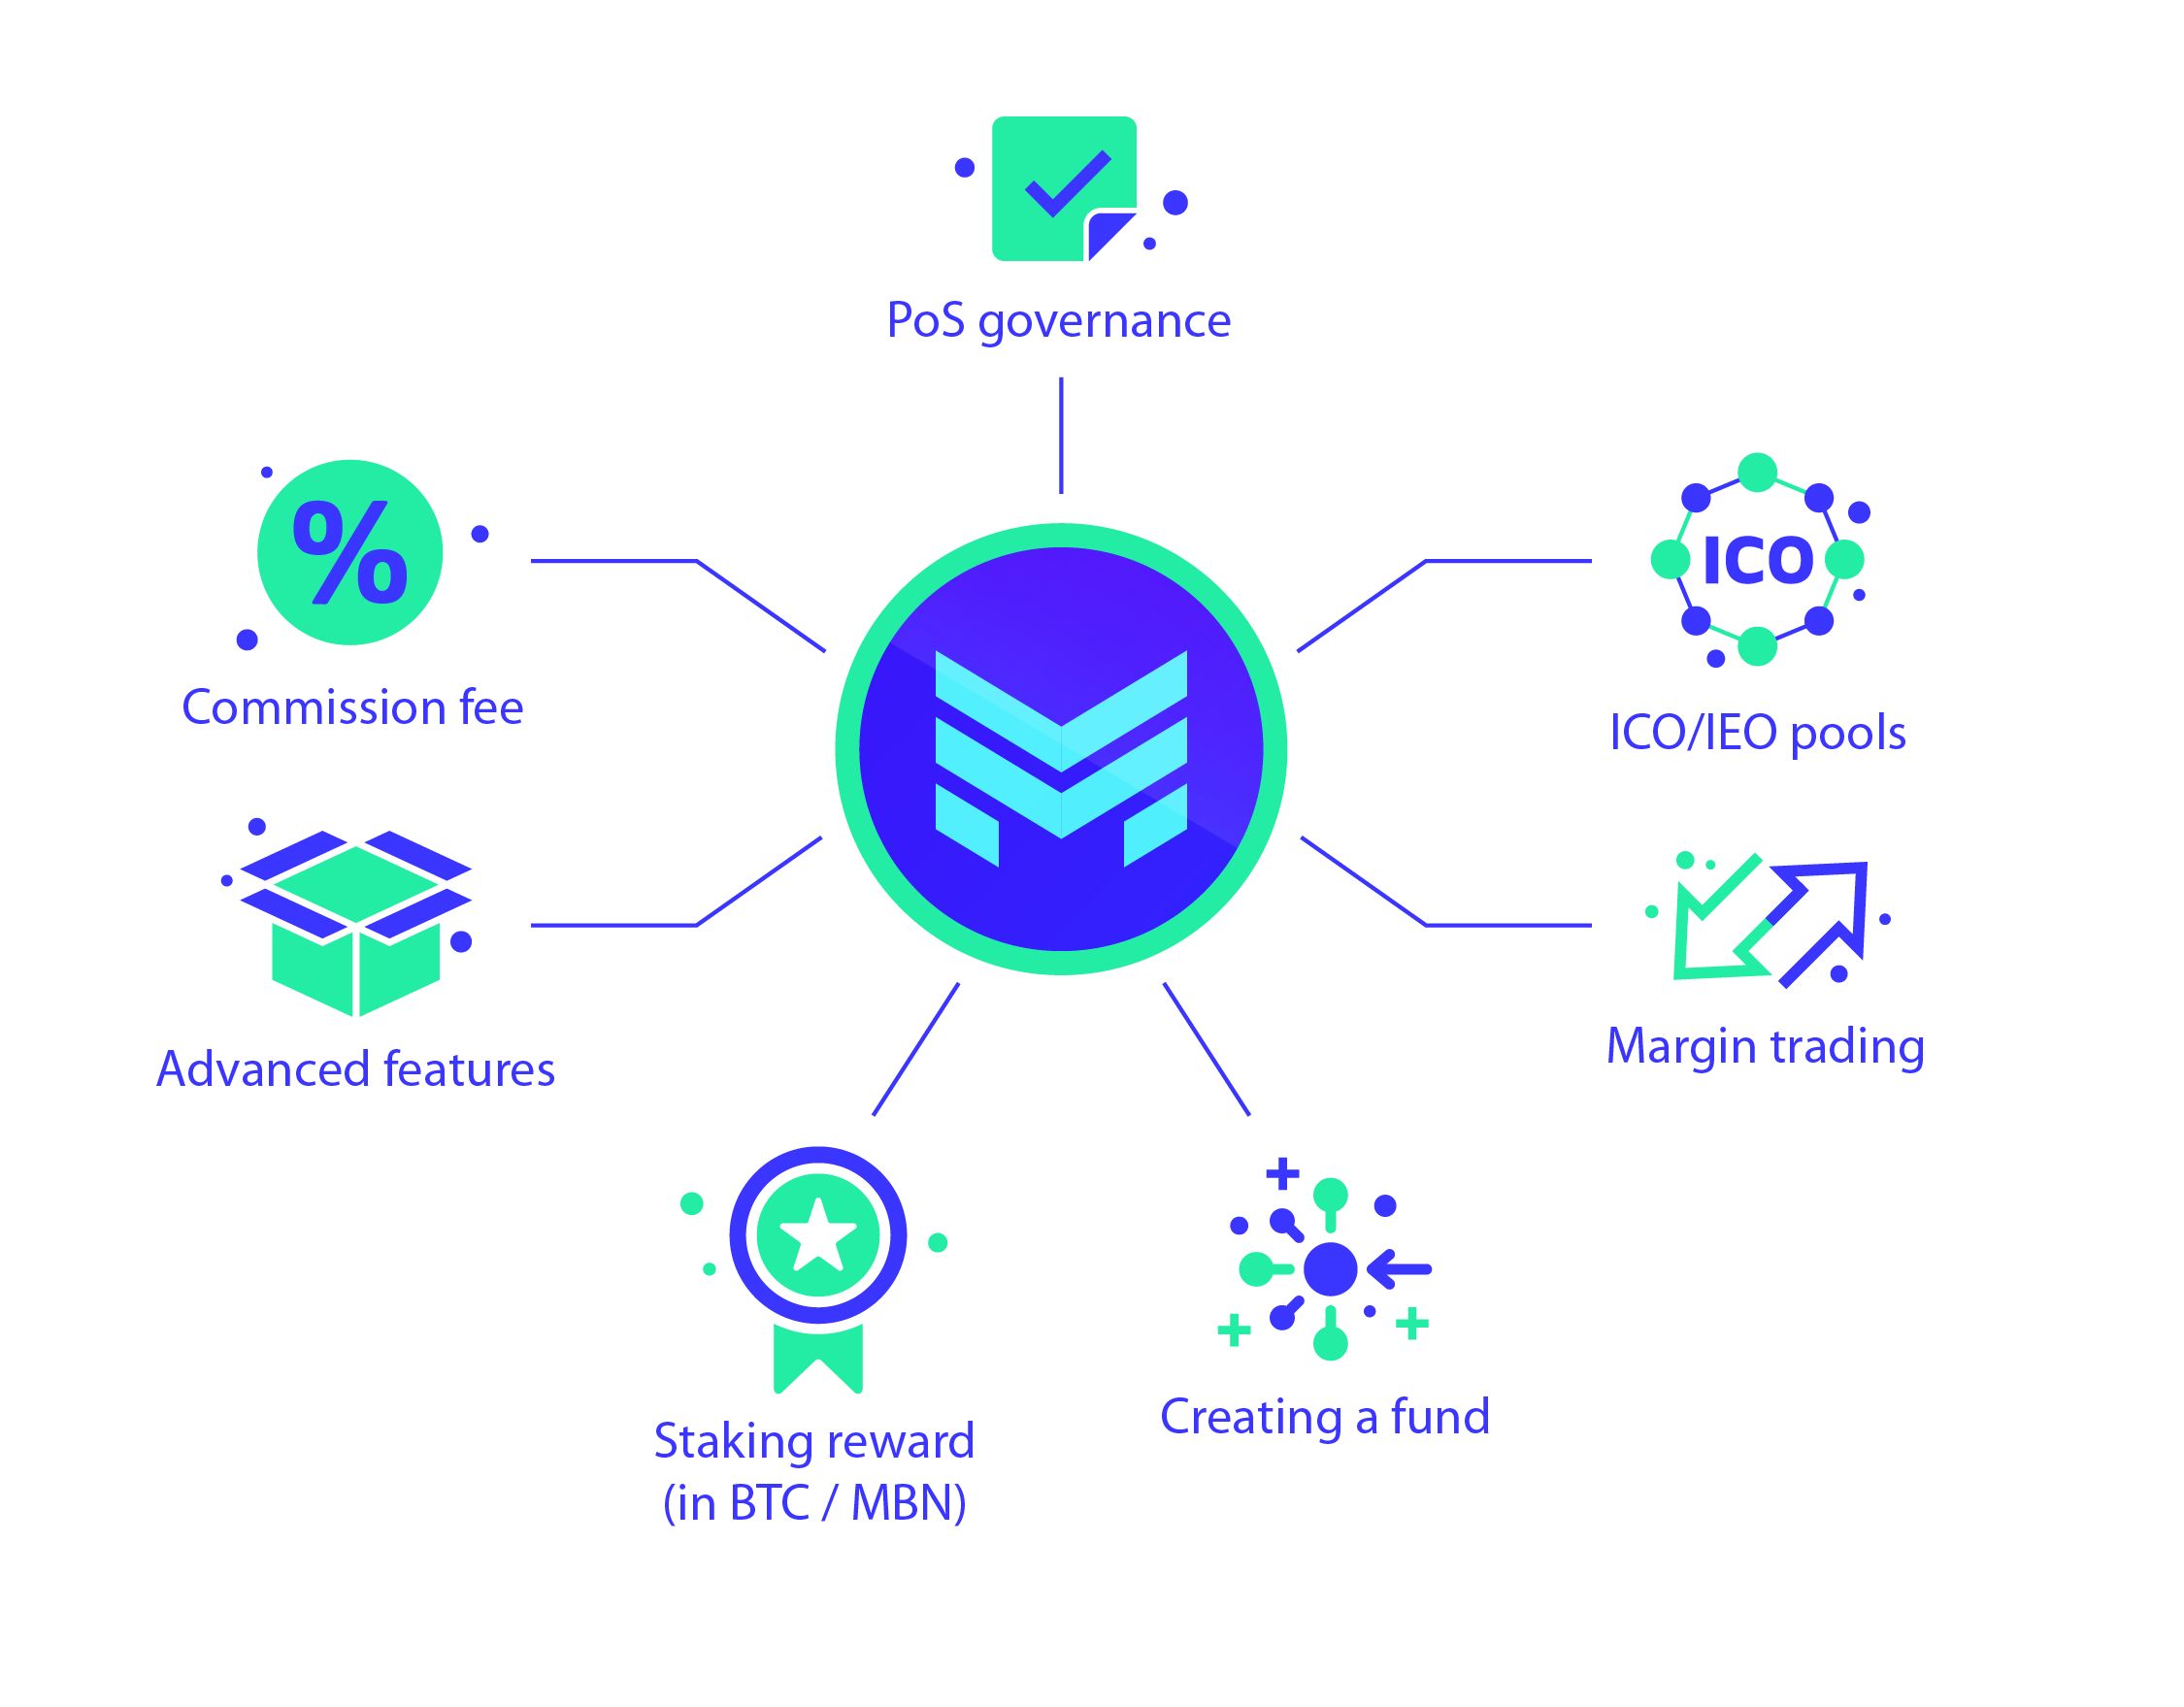 PoS governance
%
Commission fee
ICO
ICO/IEO pools
Advanced features
Margin trading
Staking reward
(in BTC / MBN)
Creating a fund